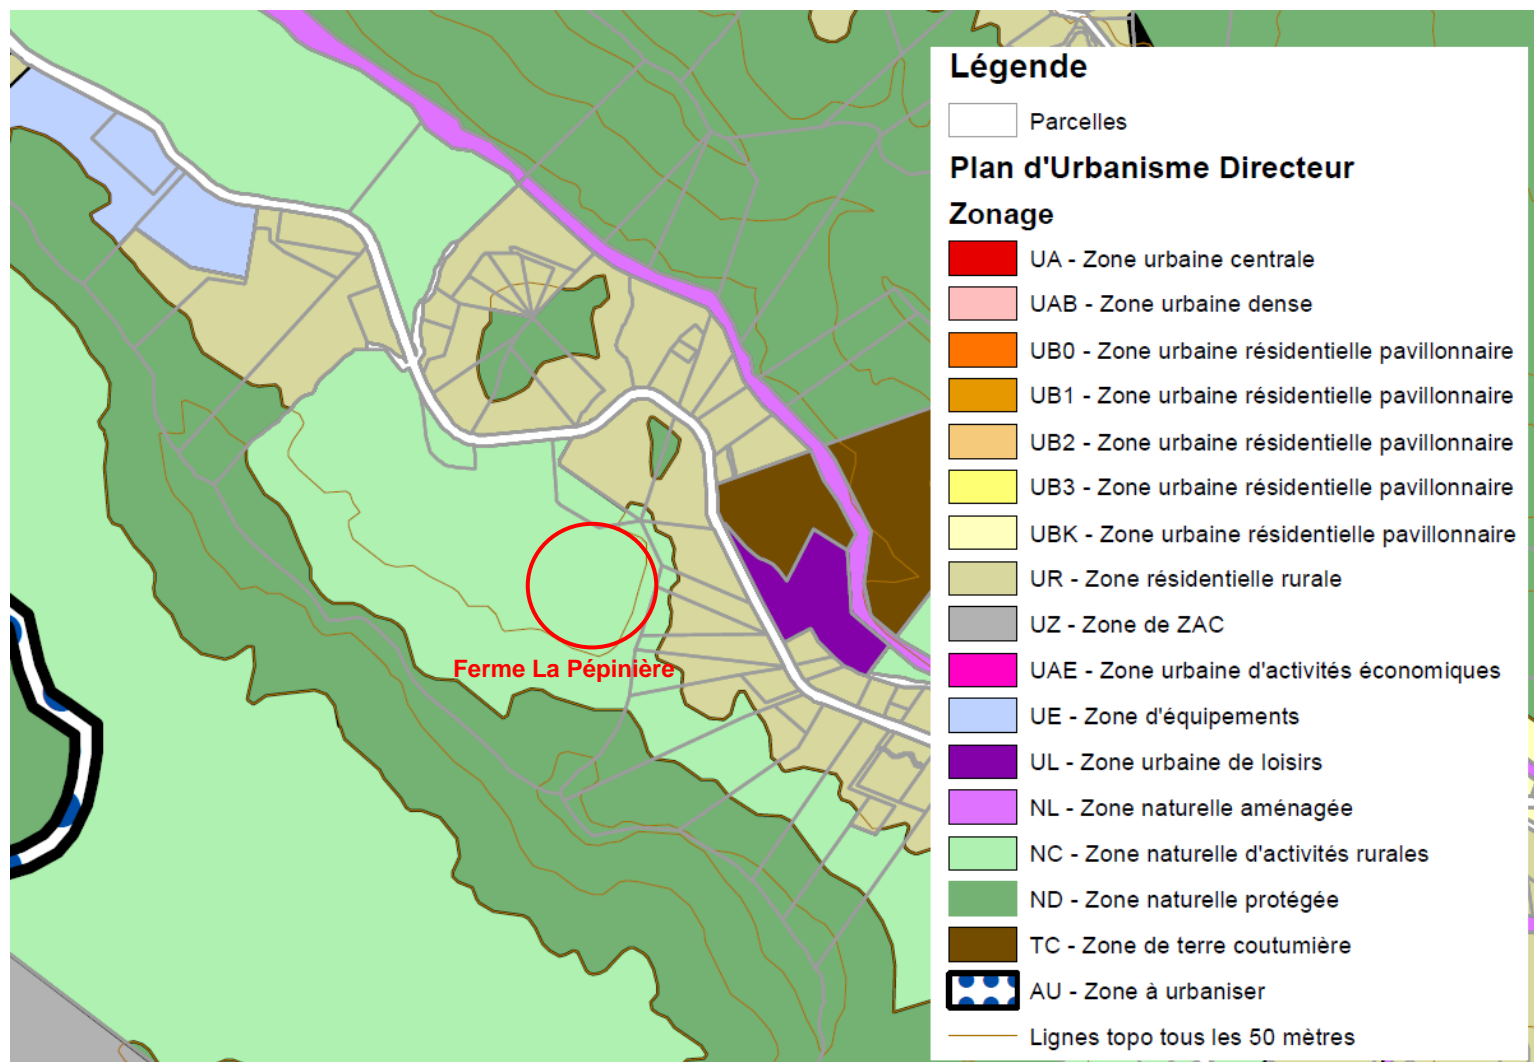 Légende
Parcelles
Plan d'Urbanisme Directeur
Zonage
UA - Zone urbaine centrale
UAB - Zone urbaine dense
UB0 - Zone urbaine résidentielle pavillonnaire
UB1 - Zone urbaine résidentielle pavillonnaire
UB2 - Zone urbaine résidentielle pavillonnaire
UB3 - Zone urbaine résidentielle pavillonnaire
UBK - Zone urbaine résidentielle pavillonnaire
UR - Zone résidentielle rurale
UZ - Zone de ZAC
UAE - Zone urbaine d'activités économiques
UE - Zone d'équipements
UL - Zone urbaine de loisirs
NL - Zone naturelle aménagée
NC - Zone naturelle d'activités rurales
ND - Zone naturelle protégée
TC - Zone de terre coutumière
AU - Zone à urbaniser
Lignes topo tous les 50 mètres
Ferme La Pépinière